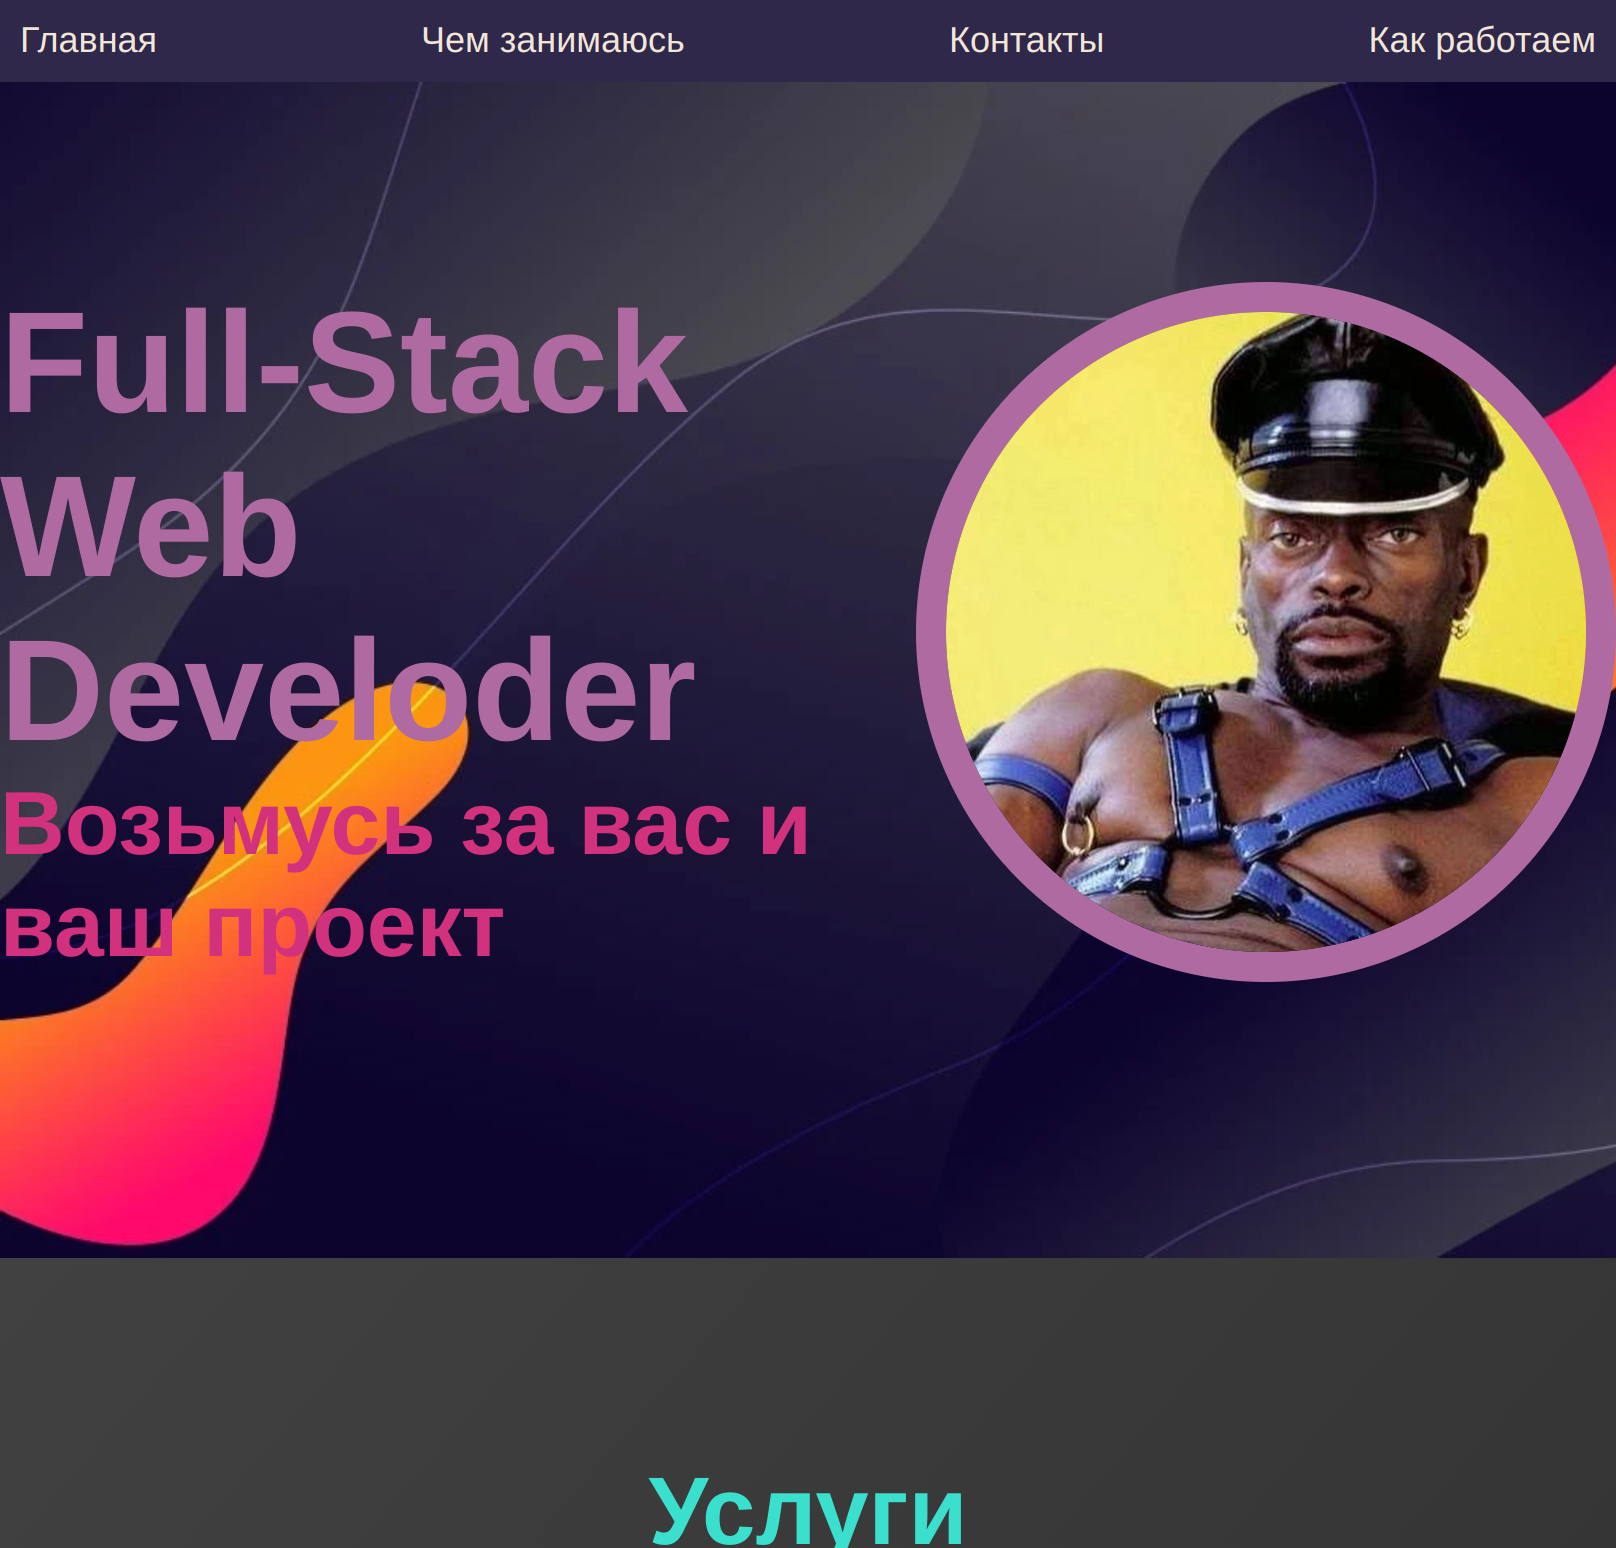 Главная Чем занимаюсь Контакты Как работаем
Full-Stack
Web
Develoder
Возьмусь за вас и
ваш проект
Услуги